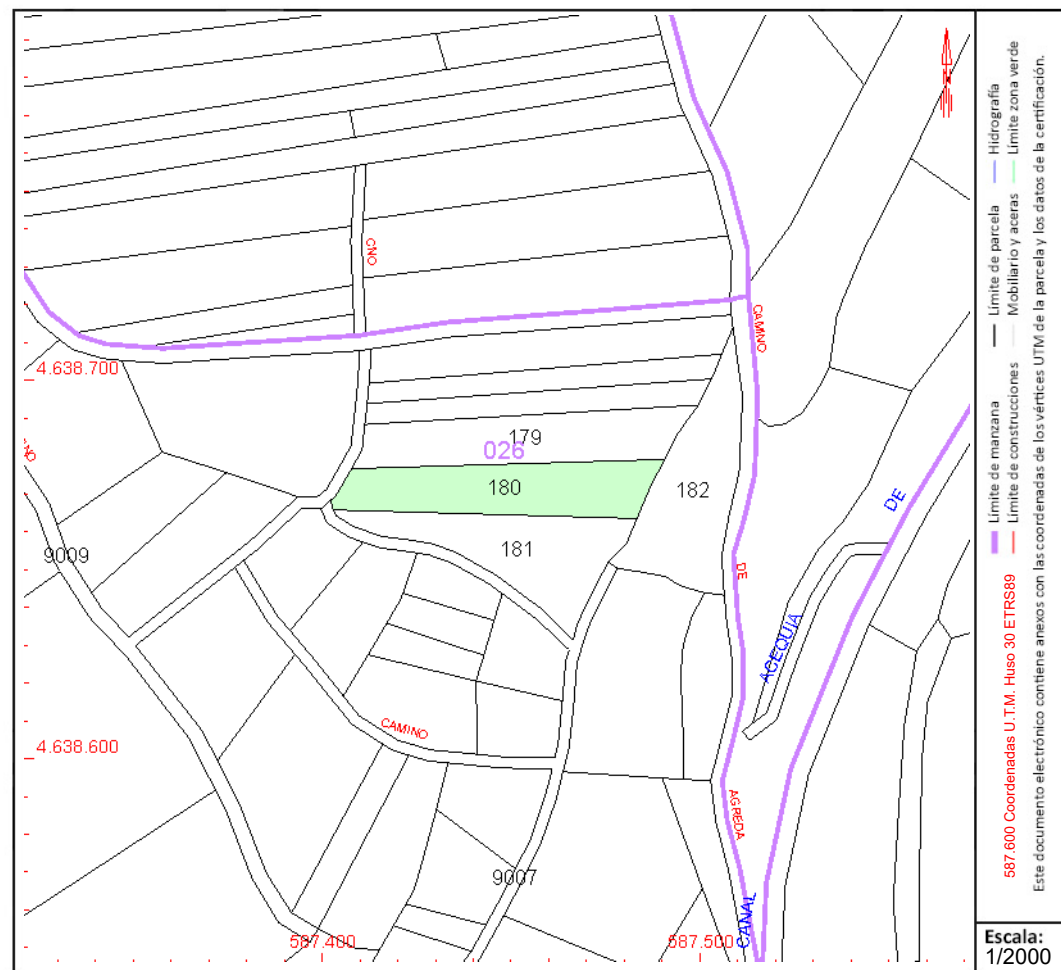 CNO
CAMINO
4.638.700
179
026
180
182
181
9009
DE
DE
ACEQUIA
4.638.600
CAMINO
AGREDA
9007
CANAL
587.400
587.500
Límite de manzana
Límite de parcela
Hidrografía
Límite de construcciones
Mobiliario y aceras
Límite zona verde
587.600 Coordenadas U.T.M. Huso 30 ETRS89
Este documento electrónico contiene anexos con las coordenadas de los vértices UTM de la parcela y los datos de la certificación.
Escala:
1/2000